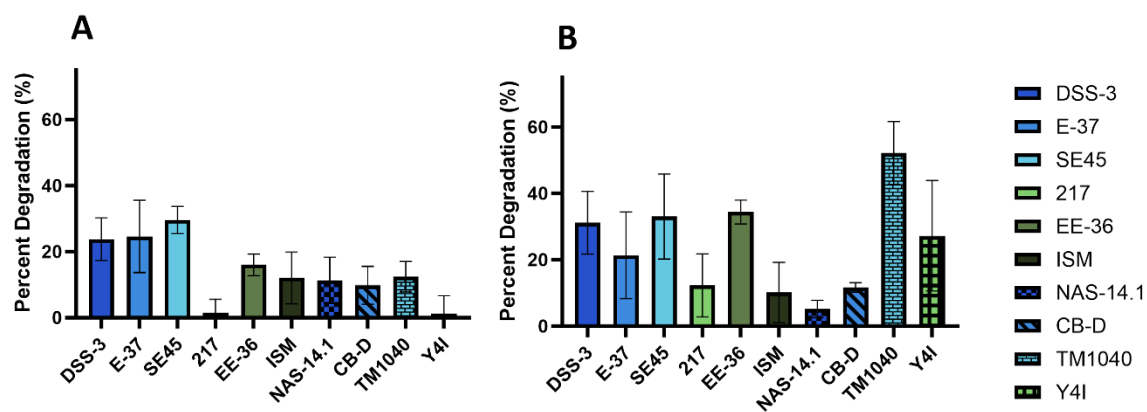 A
Percent Degradation (%)
60
40
20
0
DSS-3
E-37
SE45
217
EE-36
ISM
NAS-14.1
CB-D
TM1040
Y4I
B
Percent Degradation (%)
60
40
20
0
DSS-3
E-37
SE45
217
EE-36
ISM
NAS-14.1
CB-D
TM1040
Y4I
DSS-3
E-37
SE45
217
EE-36
ISM
NAS-14.1
CB-D
TM1040
Y4I